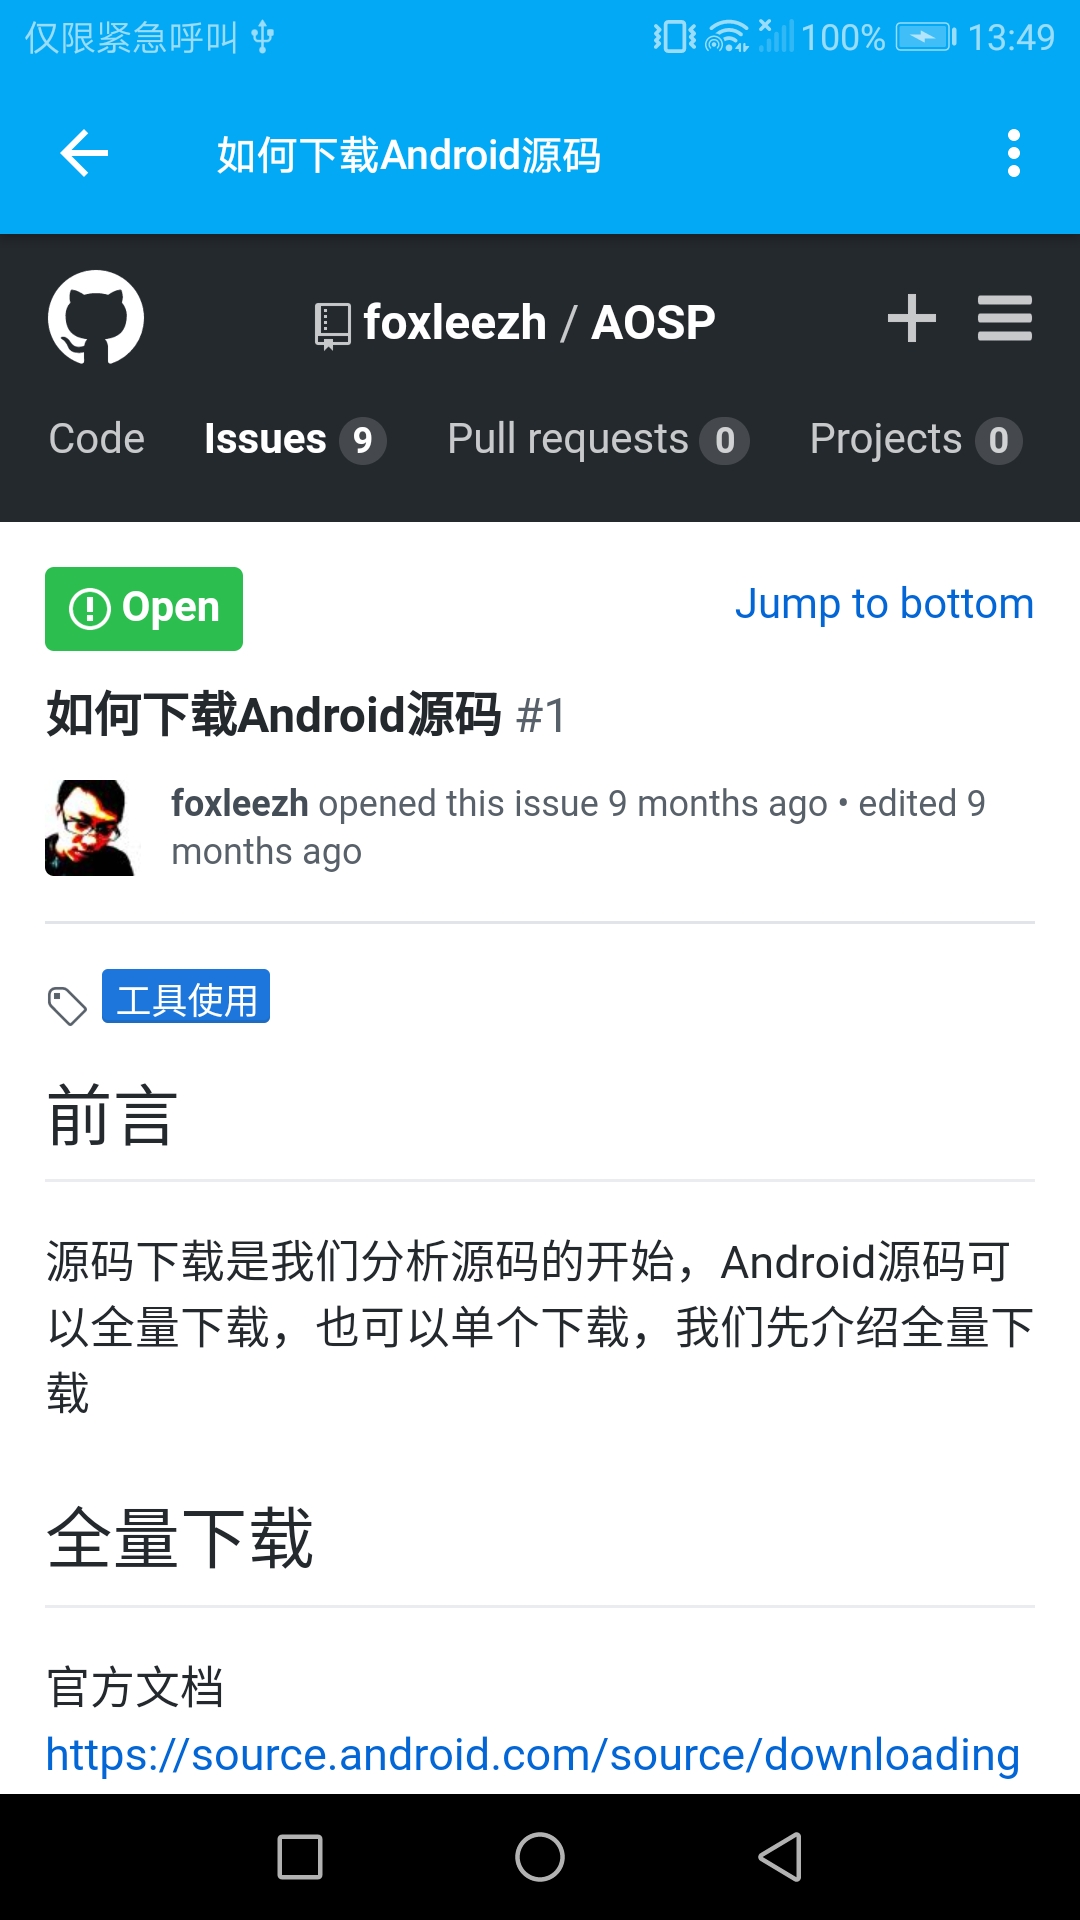 仅限紧急呼叫 100% 13:49
如何下载Android源码
foxleezh / AOSP
Code Issues 9 Pull requests 0 Projects 0
Open Jump to bottom
如何下载Android源码 #1
foxleezh opened this issue 9 months ago • edited 9
months ago
工具使用
前言
源码下载是我们分析源码的开始，Android源码可
以全量下载，也可以单个下载，我们先介绍全量下
载
全量下载
官方文档
https://source.android.com/source/downloading